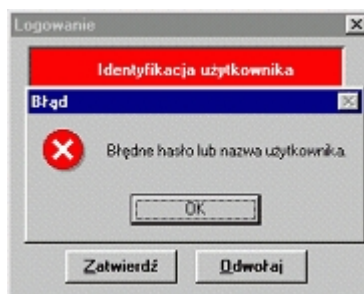 Logowanie
Identyfikacja użytkownika
Błąd
Błędne hasło lub nazwa użytkownika.
OK
Zatwierdź
Odwołaj